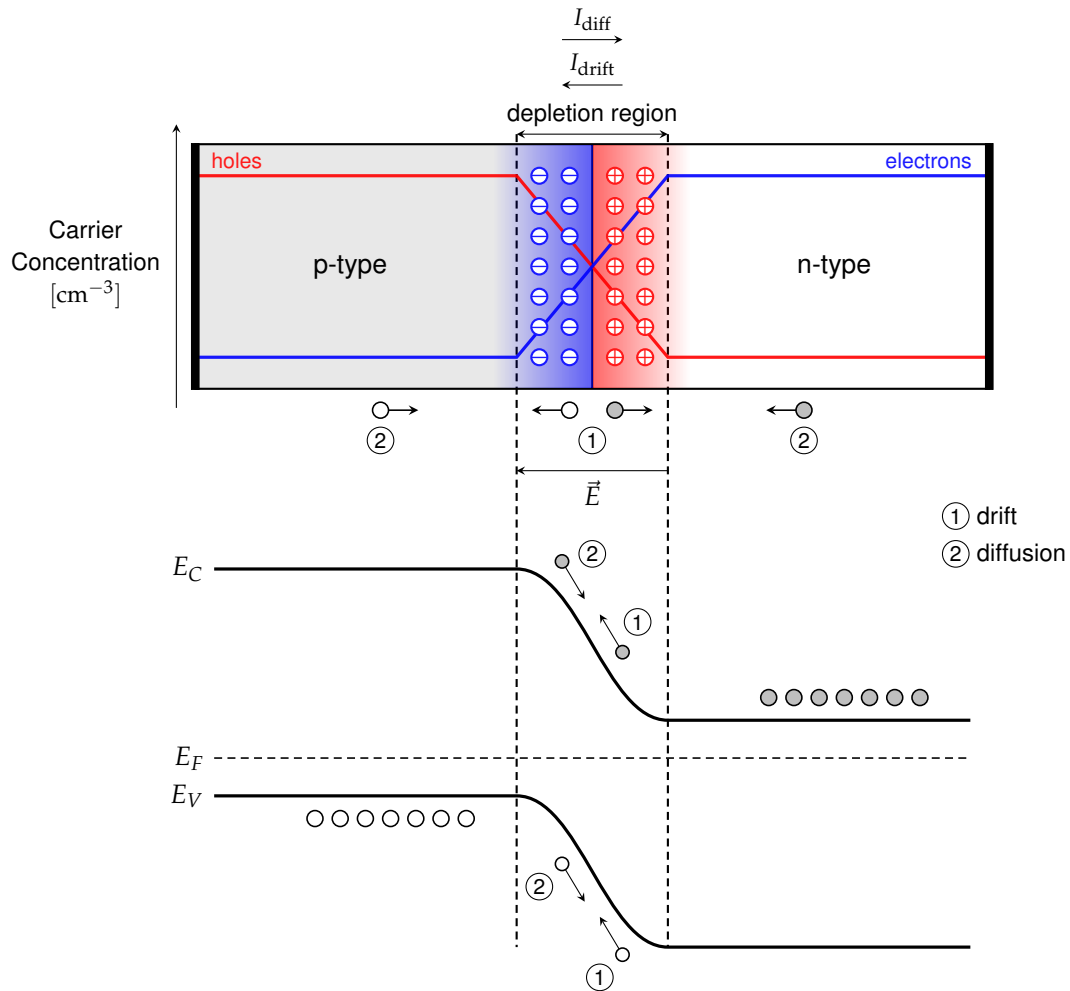 I_diff
I_drift
depletion region
holes
electrons
Carrier
Concentration
[cm⁻³]
p-type
n-type
② ① ②
E⃗
① drift
② diffusion
②
E_C
①
E_F
E_V
②
①